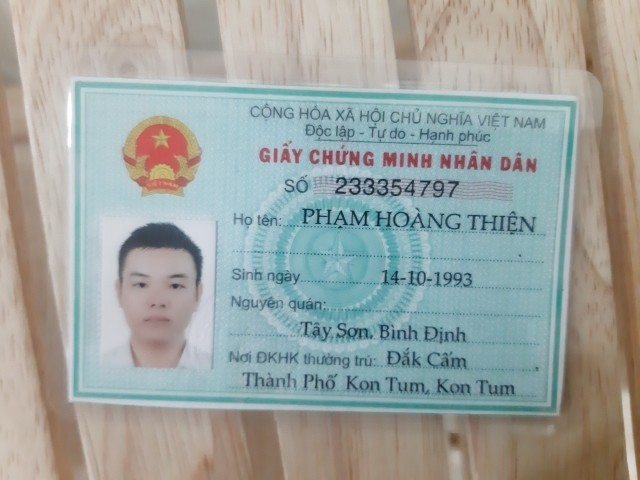 CỘNG HÒA XÃ HỘI CHỦ NGHĨA VIỆT NAM
Độc lập - Tự do - Hạnh phúc
GIẤY CHỨNG MINH NHÂN DÂN
SỐ 233354797
Họ tên: PHẠM HOÀNG THIỆN
Sinh ngày 14-10-1993
Nguyên quán:
Tây Sơn, Bình Định
Nơi ĐKHK thường trú: Đắk Cấm
Thành Phố Kon Tum, Kon Tum
VIỆT NAM